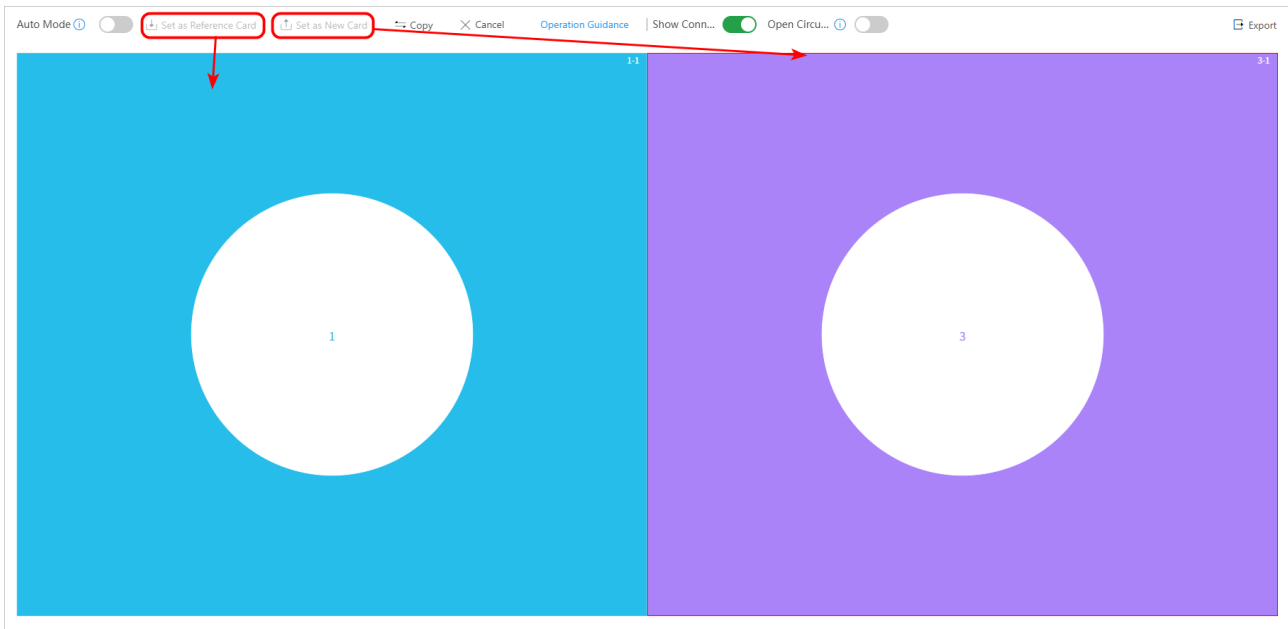 Auto Mode Set as Reference Card Set as New Card Copy Cancel Operation Guidance Show Conn... Open Circu... Export
1-1 3-1
1 3